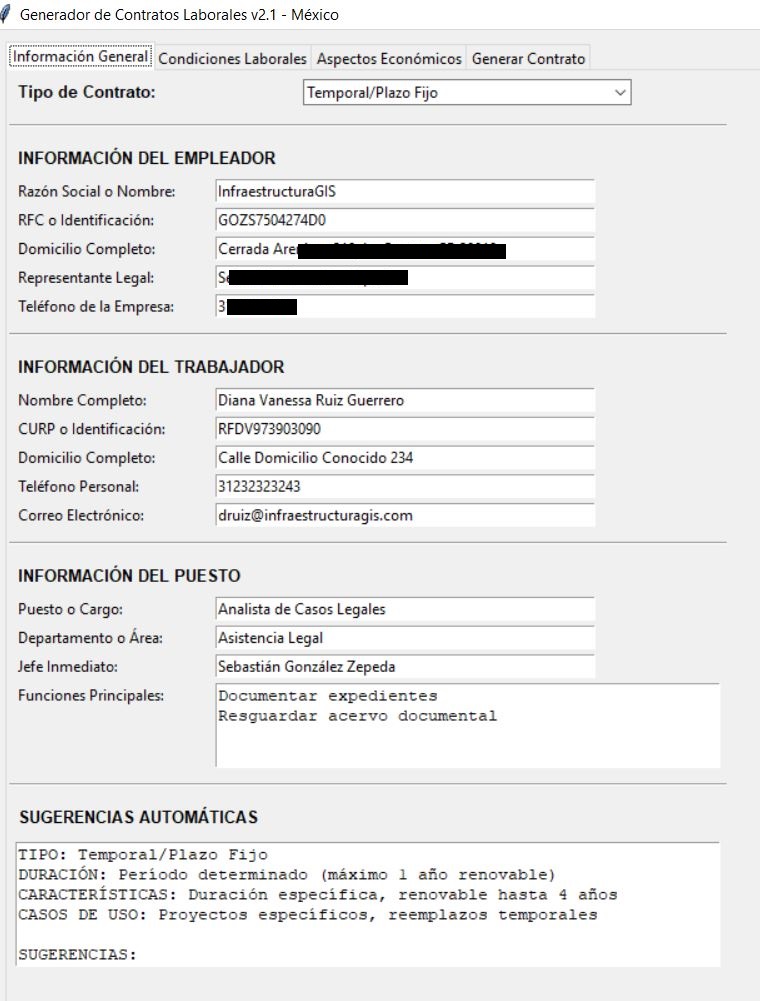 Generador de Contratos Laborales v2.1 - México
Información General Condiciones Laborales Aspectos Económicos Generar Contrato
Tipo de Contrato: Temporal/Plazo Fijo
INFORMACIÓN DEL EMPLEADOR
Razón Social o Nombre: InfraestructuraGIS
RFC o Identificación: GOZS7504274D0
Domicilio Completo: Cerrada
Representante Legal:
Teléfono de la Empresa: 3
INFORMACIÓN DEL TRABAJADOR
Nombre Completo: Diana Vanessa Ruiz Guerrero
CURP o Identificación: RFDV973903090
Domicilio Completo: Calle Domicilio Conocido 234
Teléfono Personal: 31232323243
Correo Electrónico: druiz@infraestructuragis.com
INFORMACIÓN DEL PUESTO
Puesto o Cargo: Analista de Casos Legales
Departamento o Área: Asistencia Legal
Jefe Inmediato: Sebastián González Zepeda
Funciones Principales: Documentar expedientes
Resguardar acervo documental
SUGERENCIAS AUTOMÁTICAS
TIPO: Temporal/Plazo Fijo
DURACIÓN: Período determinado (máximo 1 año renovable)
CARACTERÍSTICAS: Duración específica, renovable hasta 4 años
CASOS DE USO: Proyectos específicos, reemplazos temporales
SUGERENCIAS: